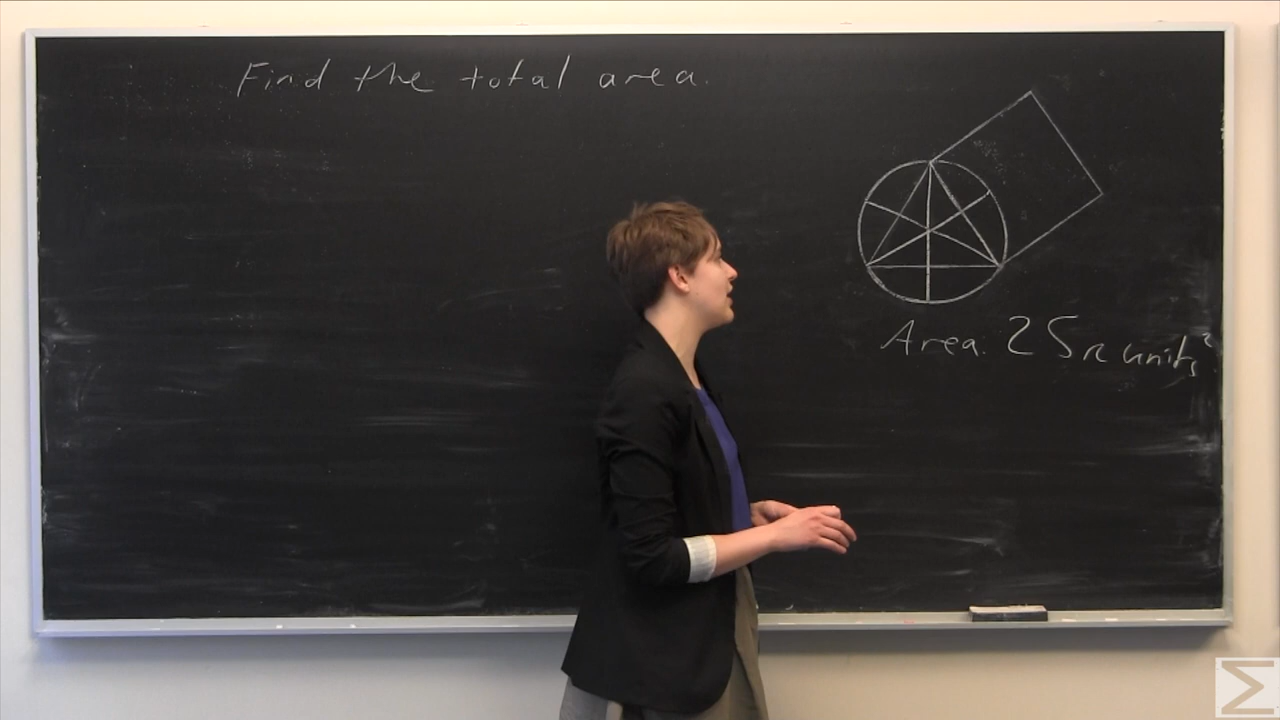 Find the total area.
Area: 25π units²
Σ